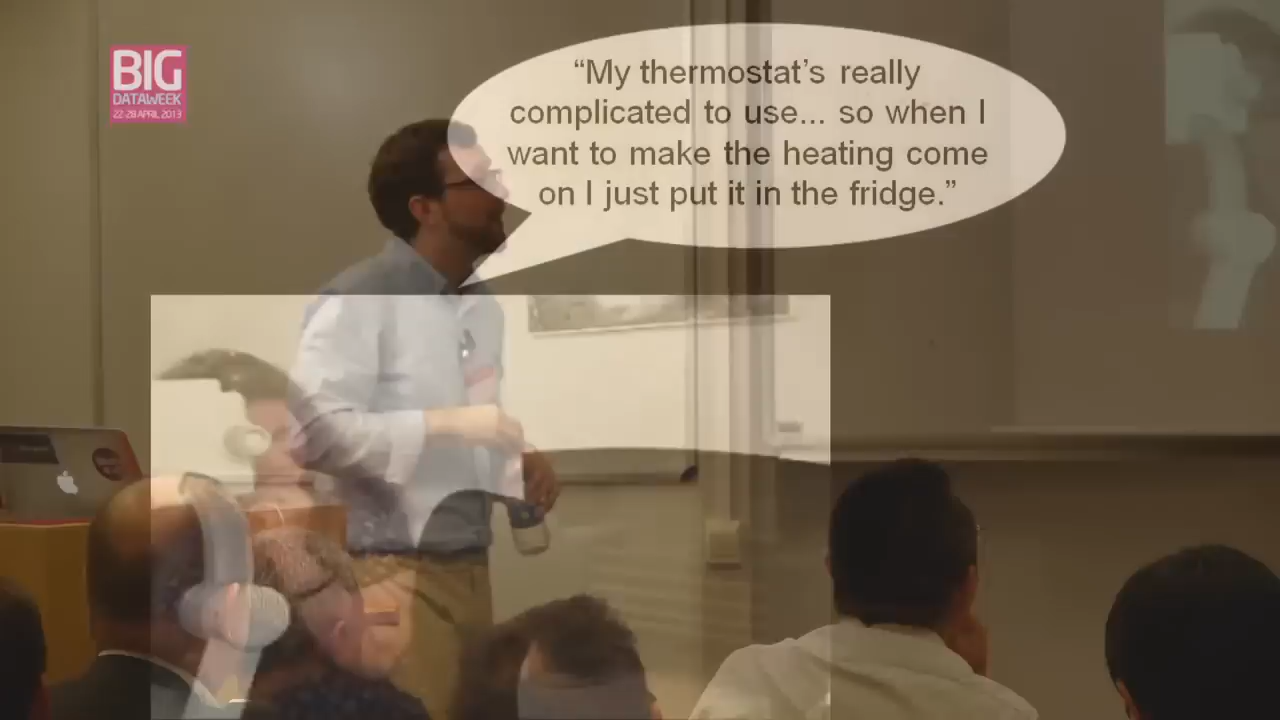 BIG
DATAWEEK
22-28 APRIL 2013
“My thermostat’s really
complicated to use... so when I
want to make the heating come
on I just put it in the fridge.”